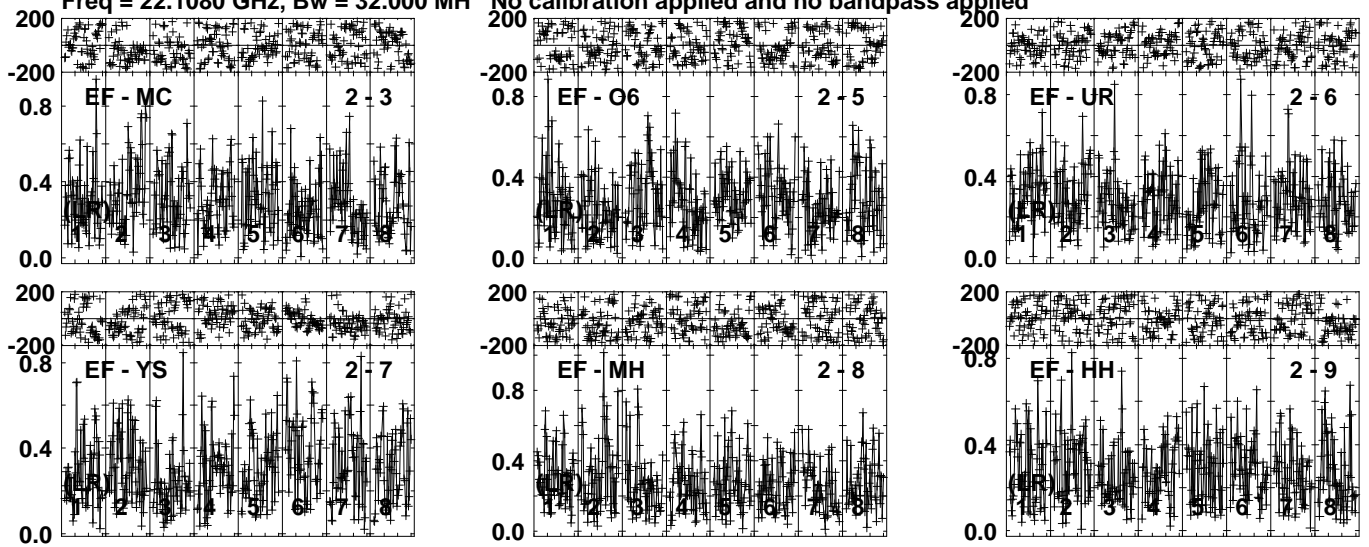 Freq = 22.1080 GHz, Bw = 32.000 MH No calibration applied and no bandpass applied
200
-200
EF - MC 2 - 3
0.8
0.4
(LR)
1 2 3 4 5 6 7 8
0.0
200
-200
EF - O6 2 - 5
0.8
0.4
(LR)
1 2 3 4 5 6 7 8
0.0
200
-200
EF - UR 2 - 6
0.8
0.4
(LR)
1 2 3 4 5 6 7 8
0.0
200
-200
EF - YS 2 - 7
0.8
0.4
(LR)
1 2 3 4 5 6 7 8
0.0
200
-200
EF - MH 2 - 8
0.8
0.4
(LR)
1 2 3 4 5 6 7 8
0.0
200
-200
EF - HH 2 - 9
0.8
0.4
(LR)
1 2 3 4 5 6 7 8
0.0